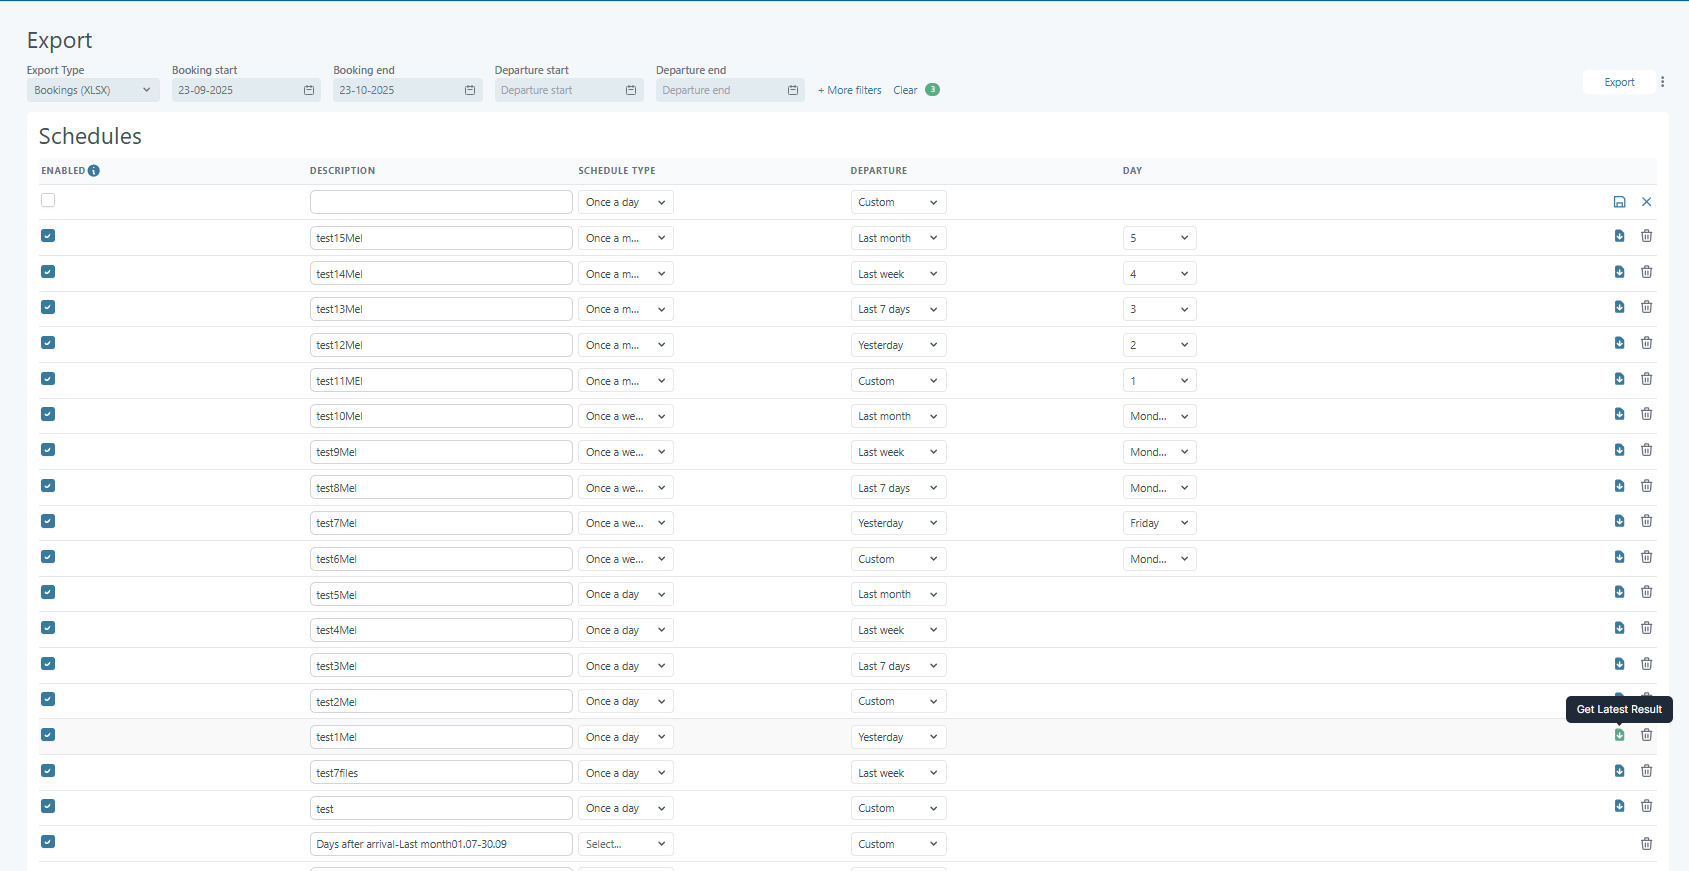 Export
Export Type Booking start Booking end Departure start Departure end
Bookings (XLSX) 23-09-2025 23-10-2025 Departure start Departure end + More filters Clear 3 Export
Schedules
ENABLED DESCRIPTION SCHEDULE TYPE DEPARTURE DAY
Once a day Custom
test15Mel Once a m... Last month 5
test14Mel Once a m... Last week 4
test13Mel Once a m... Last 7 days 3
test12Mel Once a m... Yesterday 2
test11MEl Once a m... Custom 1
test10Mel Once a we... Last month Mond...
test9Mel Once a we... Last week Mond...
test8Mel Once a we... Last 7 days Mond...
test7Mel Once a we... Yesterday Friday
test6Mel Once a we... Custom Mond...
test5Mel Once a day Last month
test4Mel Once a day Last week
test3Mel Once a day Last 7 days
test2Mel Once a day Custom
Get Latest Result
test1Mel Once a day Yesterday
test7files Once a day Last week
test Once a day Custom
Days after arrival-Last month01.07-30.09 Select... Custom